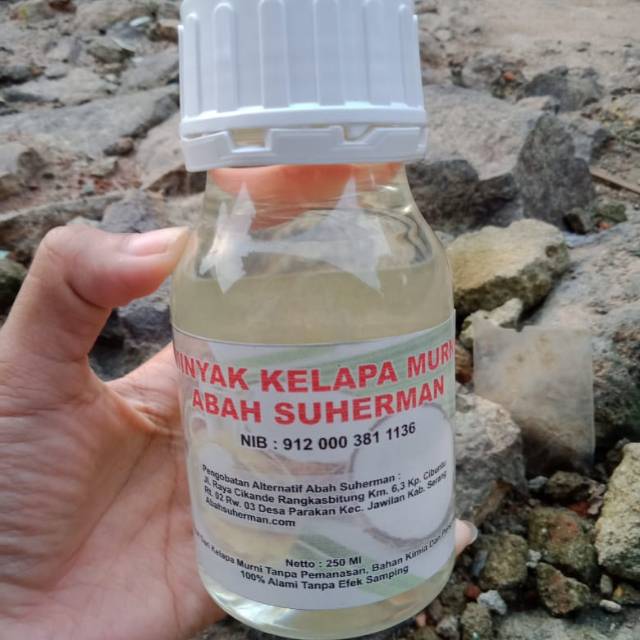 MINYAK KELAPA MURNI
ABAH SUHERMAN
NIB : 912 000 381 1136
Pengobatan Alternatif Abah Suherman :
Jl. Raya Cikande Rangkasbitung Km. 6,3 Kp. Cibuntu
Rt. 02 Rw. 03 Desa Parakan Kec. Jawilan Kab. Serang
Abahsuherman.com
Netto : 250 Ml
Kelapa Murni Tanpa Pemanasan, Bahan Kimia Dan
100% Alami Tanpa Efek Samping